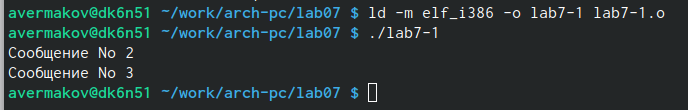 avermakov@dk6n51 ~/work/arch-pc/lab07 $ ld -m elf_i386 -o lab7-1 lab7-1.o
avermakov@dk6n51 ~/work/arch-pc/lab07 $ ./lab7-1
Сообщение No 2
Сообщение No 3
avermakov@dk6n51 ~/work/arch-pc/lab07 $